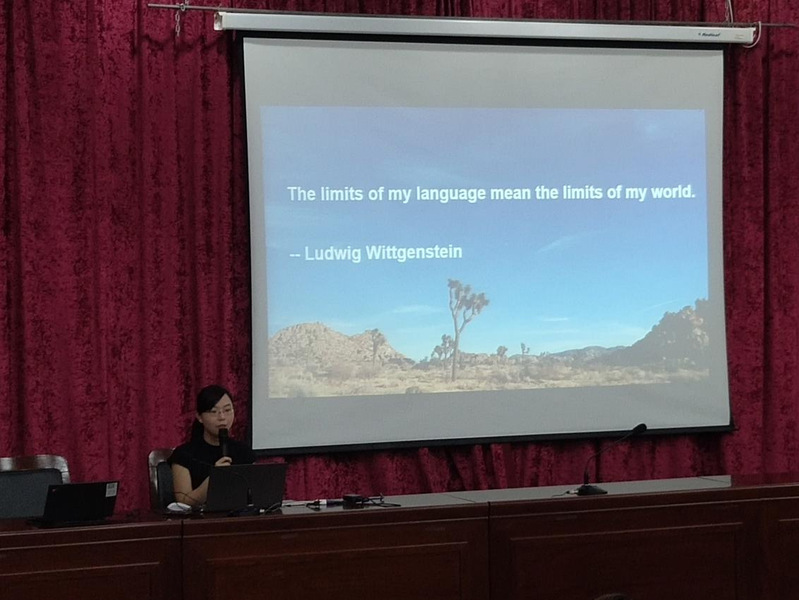 The limits of my language mean the limits of my world.
-- Ludwig Wittgenstein